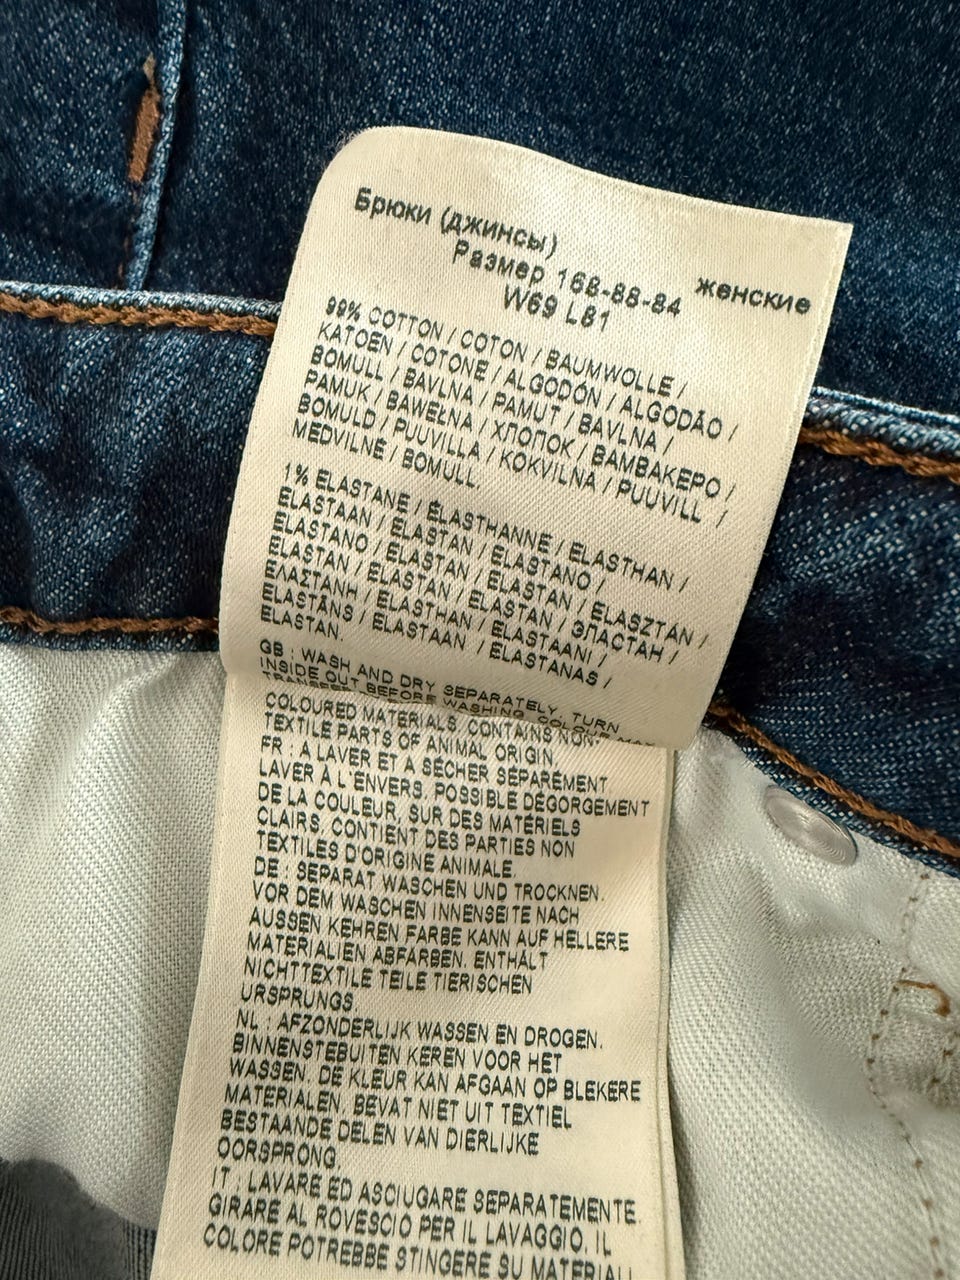 Брюки (джинсы) женские
Размер 168-88-84
W69 L81
99% COTTON / COTON / BAUMWOLLE /
KATOEN / COTONE / ALGODÓN / ALGODÃO /
BOMULL / BAVLNA / PAMUT / BAVLNA /
PAMUK / BAWEŁNA / ХЛОПОК / ΒΑΜΒΑΚΕΡΟ /
BOMULD / PUUVILLA / KOKVILNA / PUUVILL /
MEDVILNĖ / BOMULL.
1% ELASTANE / ÉLASTHANNE / ELASTHAN /
ELASTAAN / ELASTAN / ELASTANO /
ELASTANO / ELASTAN / ELASTAN / ELASZTÁN /
ELASTAN / ELASTAN / ELASTAN / ЭЛАСТАН /
ΕΛΑΣΤΑΝΗ / ELASTHAN / ELASTAANI /
ELASTĀNS / ELASTAAN / ELASTANAS /
ELASTAN.
GB : WASH AND DRY SEPARATELY, TURN
INSIDE OUT BEFORE WASHING. COLOUR MAY
TRANSFER
COLOURED MATERIALS. CONTAINS NON-
TEXTILE PARTS OF ANIMAL ORIGIN.
FR : A LAVER ET A SÉCHER SÉPARÉMENT
LAVER À L'ENVERS. POSSIBLE DÉGORGEMENT
DE LA COULEUR, SUR DES MATÉRIELS
CLAIRS. CONTIENT DES PARTIES NON
TEXTILES D'ORIGINE ANIMALE.
DE : SEPARAT WASCHEN UND TROCKNEN.
VOR DEM WASCHEN INNENSEITE NACH
AUSSEN KEHREN FARBE KANN AUF HELLERE
MATERIALIEN ABFÄRBEN. ENTHÄLT
NICHTTEXTILE TEILE TIERISCHEN
URSPRUNGS.
NL : AFZONDERLIJK WASSEN EN DROGEN.
BINNENSTEBUITEN KEREN VOOR HET
WASSEN. DE KLEUR KAN AFGAAN OP BLEKERE
MATERIALEN. BEVAT NIET UIT TEXTIEL
BESTAANDE DELEN VAN DIERLIJKE
OORSPRONG.
IT : LAVARE ED ASCIUGARE SEPARATEMENTE.
GIRARE AL ROVESCIO PER IL LAVAGGIO. IL
COLORE POTREBBE STINGERE SU MATERIALI